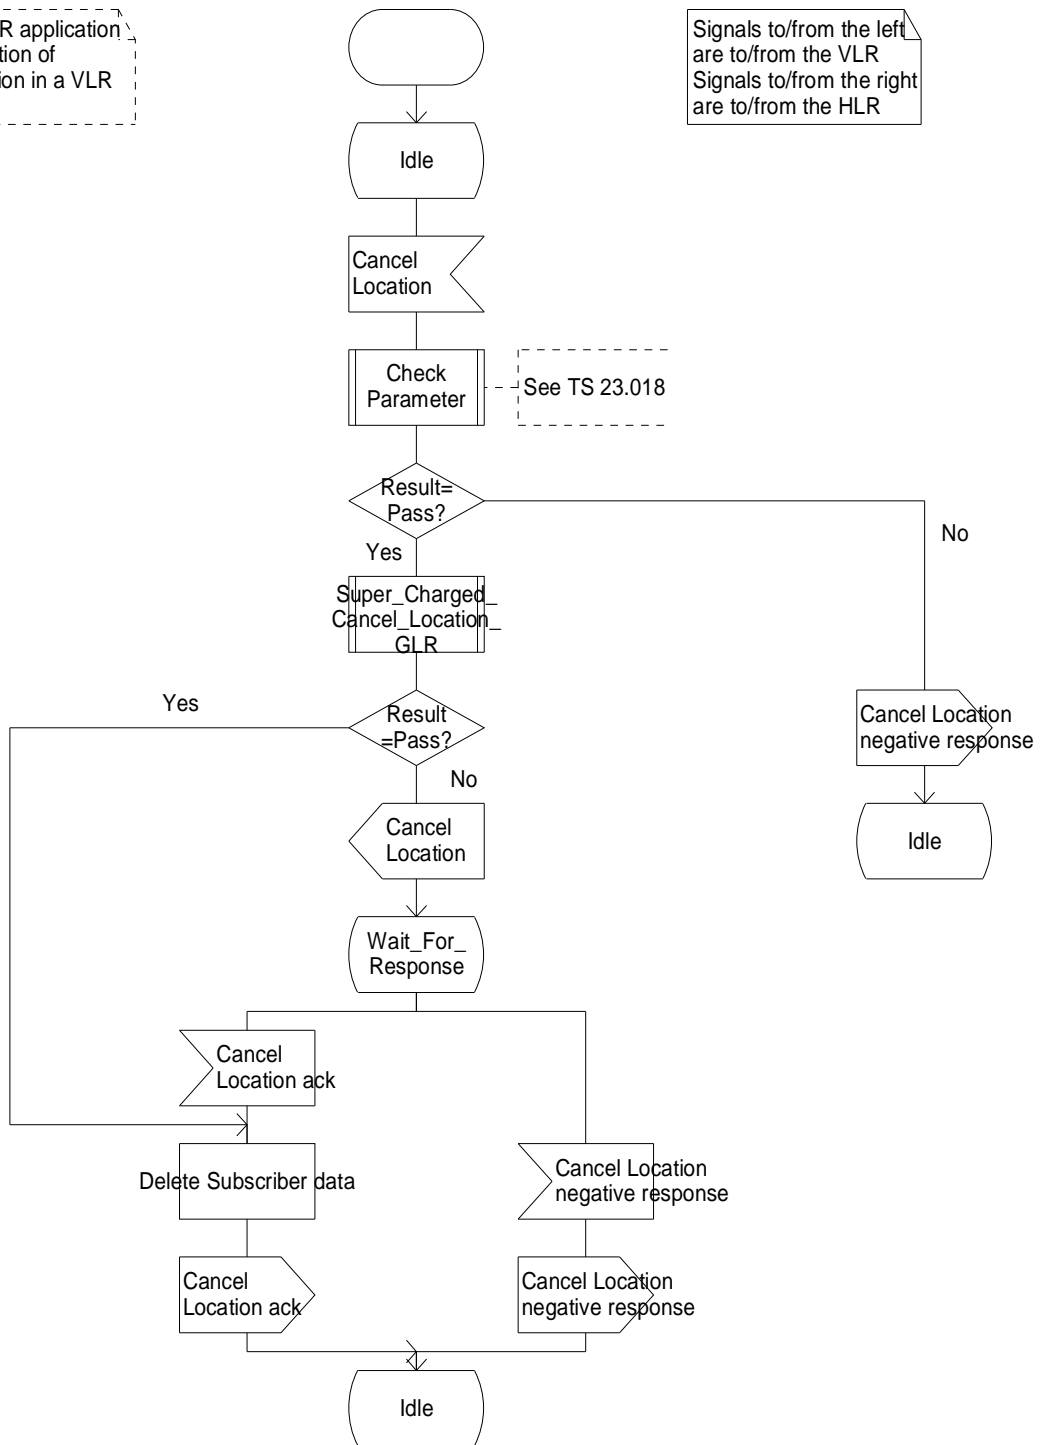 R application
tion of
ion in a VLR
Signals to/from the left
are to/from the VLR
Signals to/from the right
are to/from the HLR
Idle
Cancel
Location
Check
Parameter
See TS 23.018
Result=
Pass?
No
Yes
Super_Charged_
Cancel_Location_
GLR
Yes
Result
=Pass?
Cancel Location
negative response
No
Cancel
Location
Idle
Wait_For_
Response
Cancel
Location ack
Delete Subscriber data
Cancel Location
negative response
Cancel
Location ack
Cancel Location
negative response
Idle